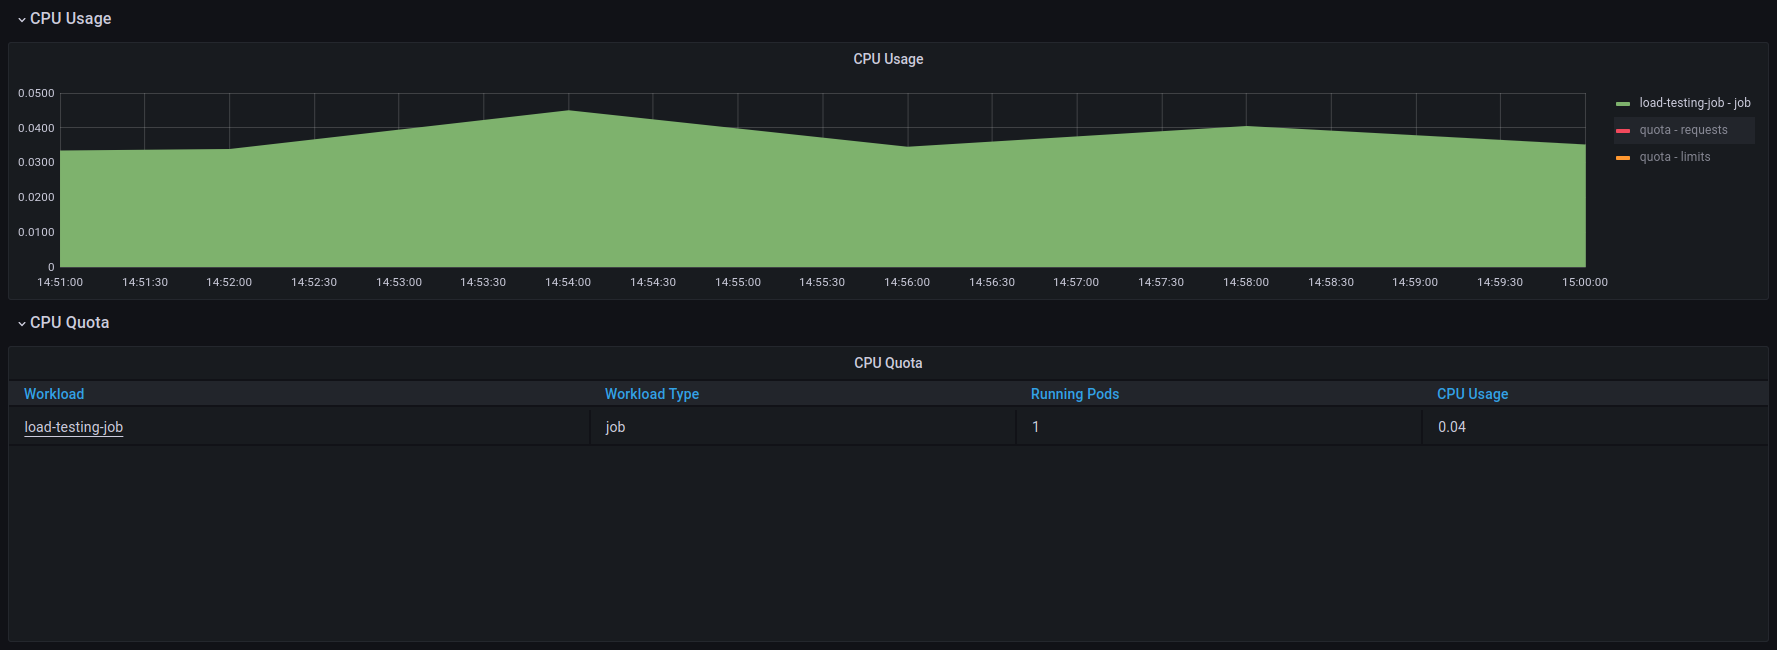 CPU Usage
CPU Usage
0.0500
0.0400
0.0300
0.0200
0.0100
0
14:51:00 14:51:30 14:52:00 14:52:30 14:53:00 14:53:30 14:54:00 14:54:30 14:55:00 14:55:30 14:56:00 14:56:30 14:57:00 14:57:30 14:58:00 14:58:30 14:59:00 14:59:30 15:00:00
load-testing-job - job
quota - requests
quota - limits
CPU Quota
CPU Quota
Workload Workload Type Running Pods CPU Usage
load-testing-job job 1 0.04